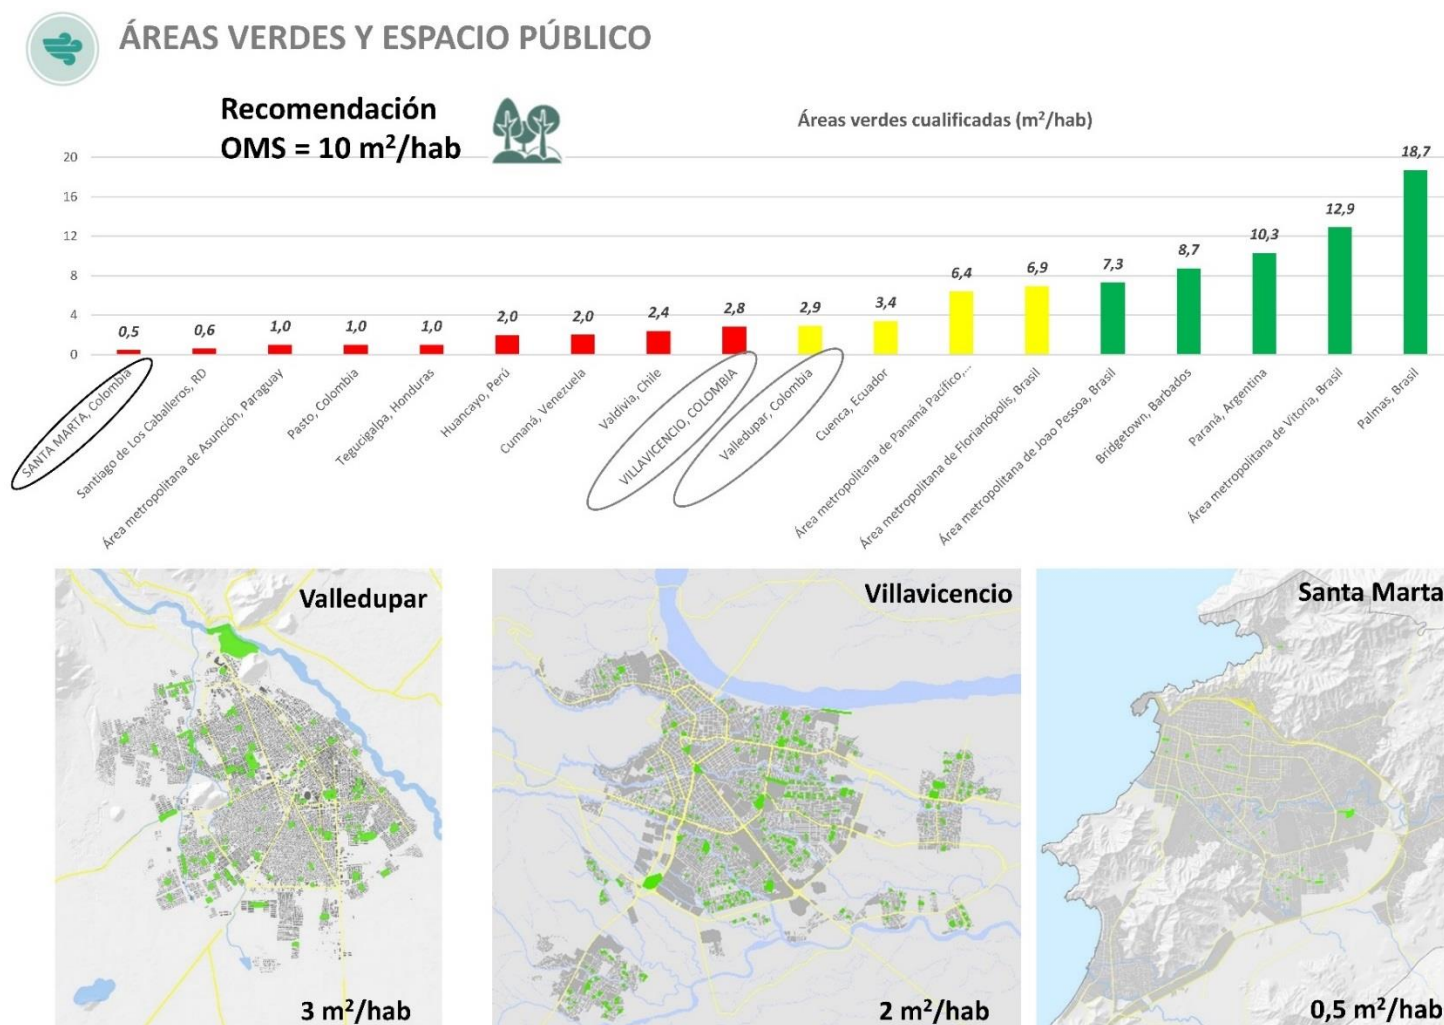 ÁREAS VERDES Y ESPACIO PÚBLICO
Recomendación
OMS = 10 m²/hab
Áreas verdes cualificadas (m²/hab)
20
16
12
8
4
0
0,5
0,6
1,0
1,0
1,0
2,0
2,0
2,4
2,8
2,9
3,4
6,4
6,9
7,3
8,7
10,3
12,9
18,7
SANTA MARTA, Colombia
Santiago de Los Caballeros, RD
Área metropolitana de Asunción, Paraguay
Pasto, Colombia
Tegucigalpa, Honduras
Huancayo, Perú
Cumaná, Venezuela
Valdivia, Chile
VILLAVICENCIO, COLOMBIA
Valledupar, Colombia
Cuenca, Ecuador
Área metropolitana de Panamá Pacífico,...
Área metropolitana de Florianópolis, Brasil
Área metropolitana de Joao Pessoa, Brasil
Bridgetown, Barbados
Paraná, Argentina
Área metropolitana de Vitoria, Brasil
Palmas, Brasil
Valledupar
3 m²/hab
Villavicencio
2 m²/hab
Santa Marta
0,5 m²/hab